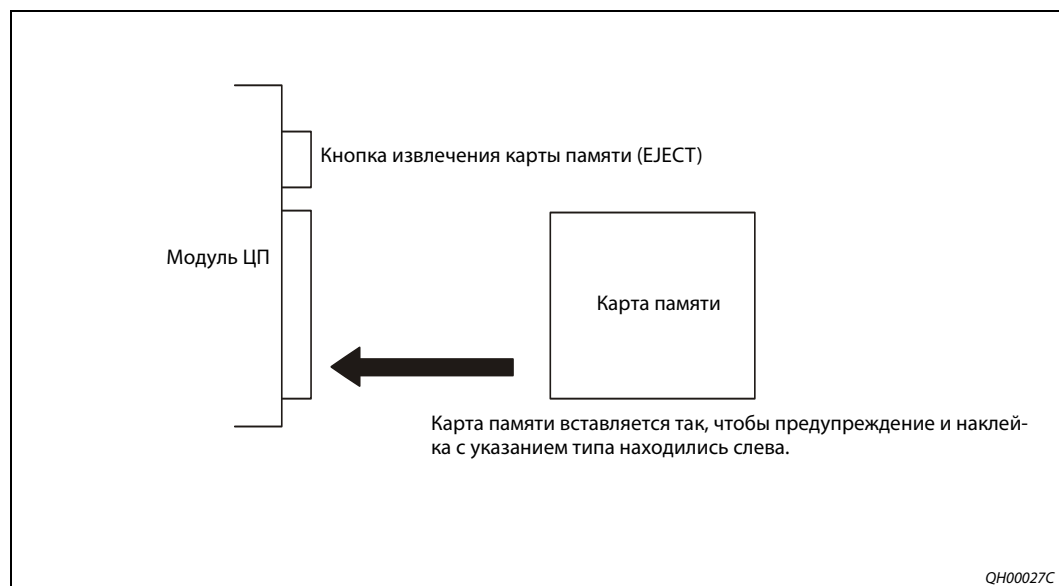 Кнопка извлечения карты памяти (EJECT)
Модуль ЦП
Карта памяти
Карта памяти вставляется так, чтобы предупреждение и наклей-
ка с указанием типа находились слева.
QH00027C